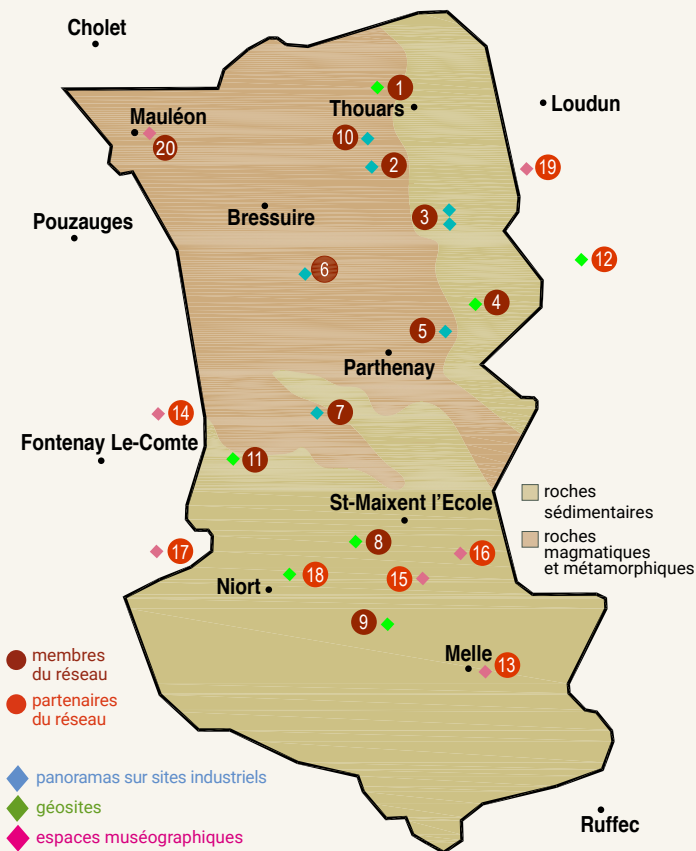 Cholet
1
Thouars
Loudun
Mauléon
20
10
2
19
Pouzauges
Bressuire
3
6
12
4
5
Parthenay
14
7
Fontenay Le-Comte
11
St-Maixent l'Ecole
roches
sédimentaires
roches
magmatiques
et métamorphiques
17
8
16
18
15
Niort
9
membres
du réseau
Melle
13
partenaires
du réseau
panoramas sur sites industriels
géosites
espaces muséographiques
Ruffec